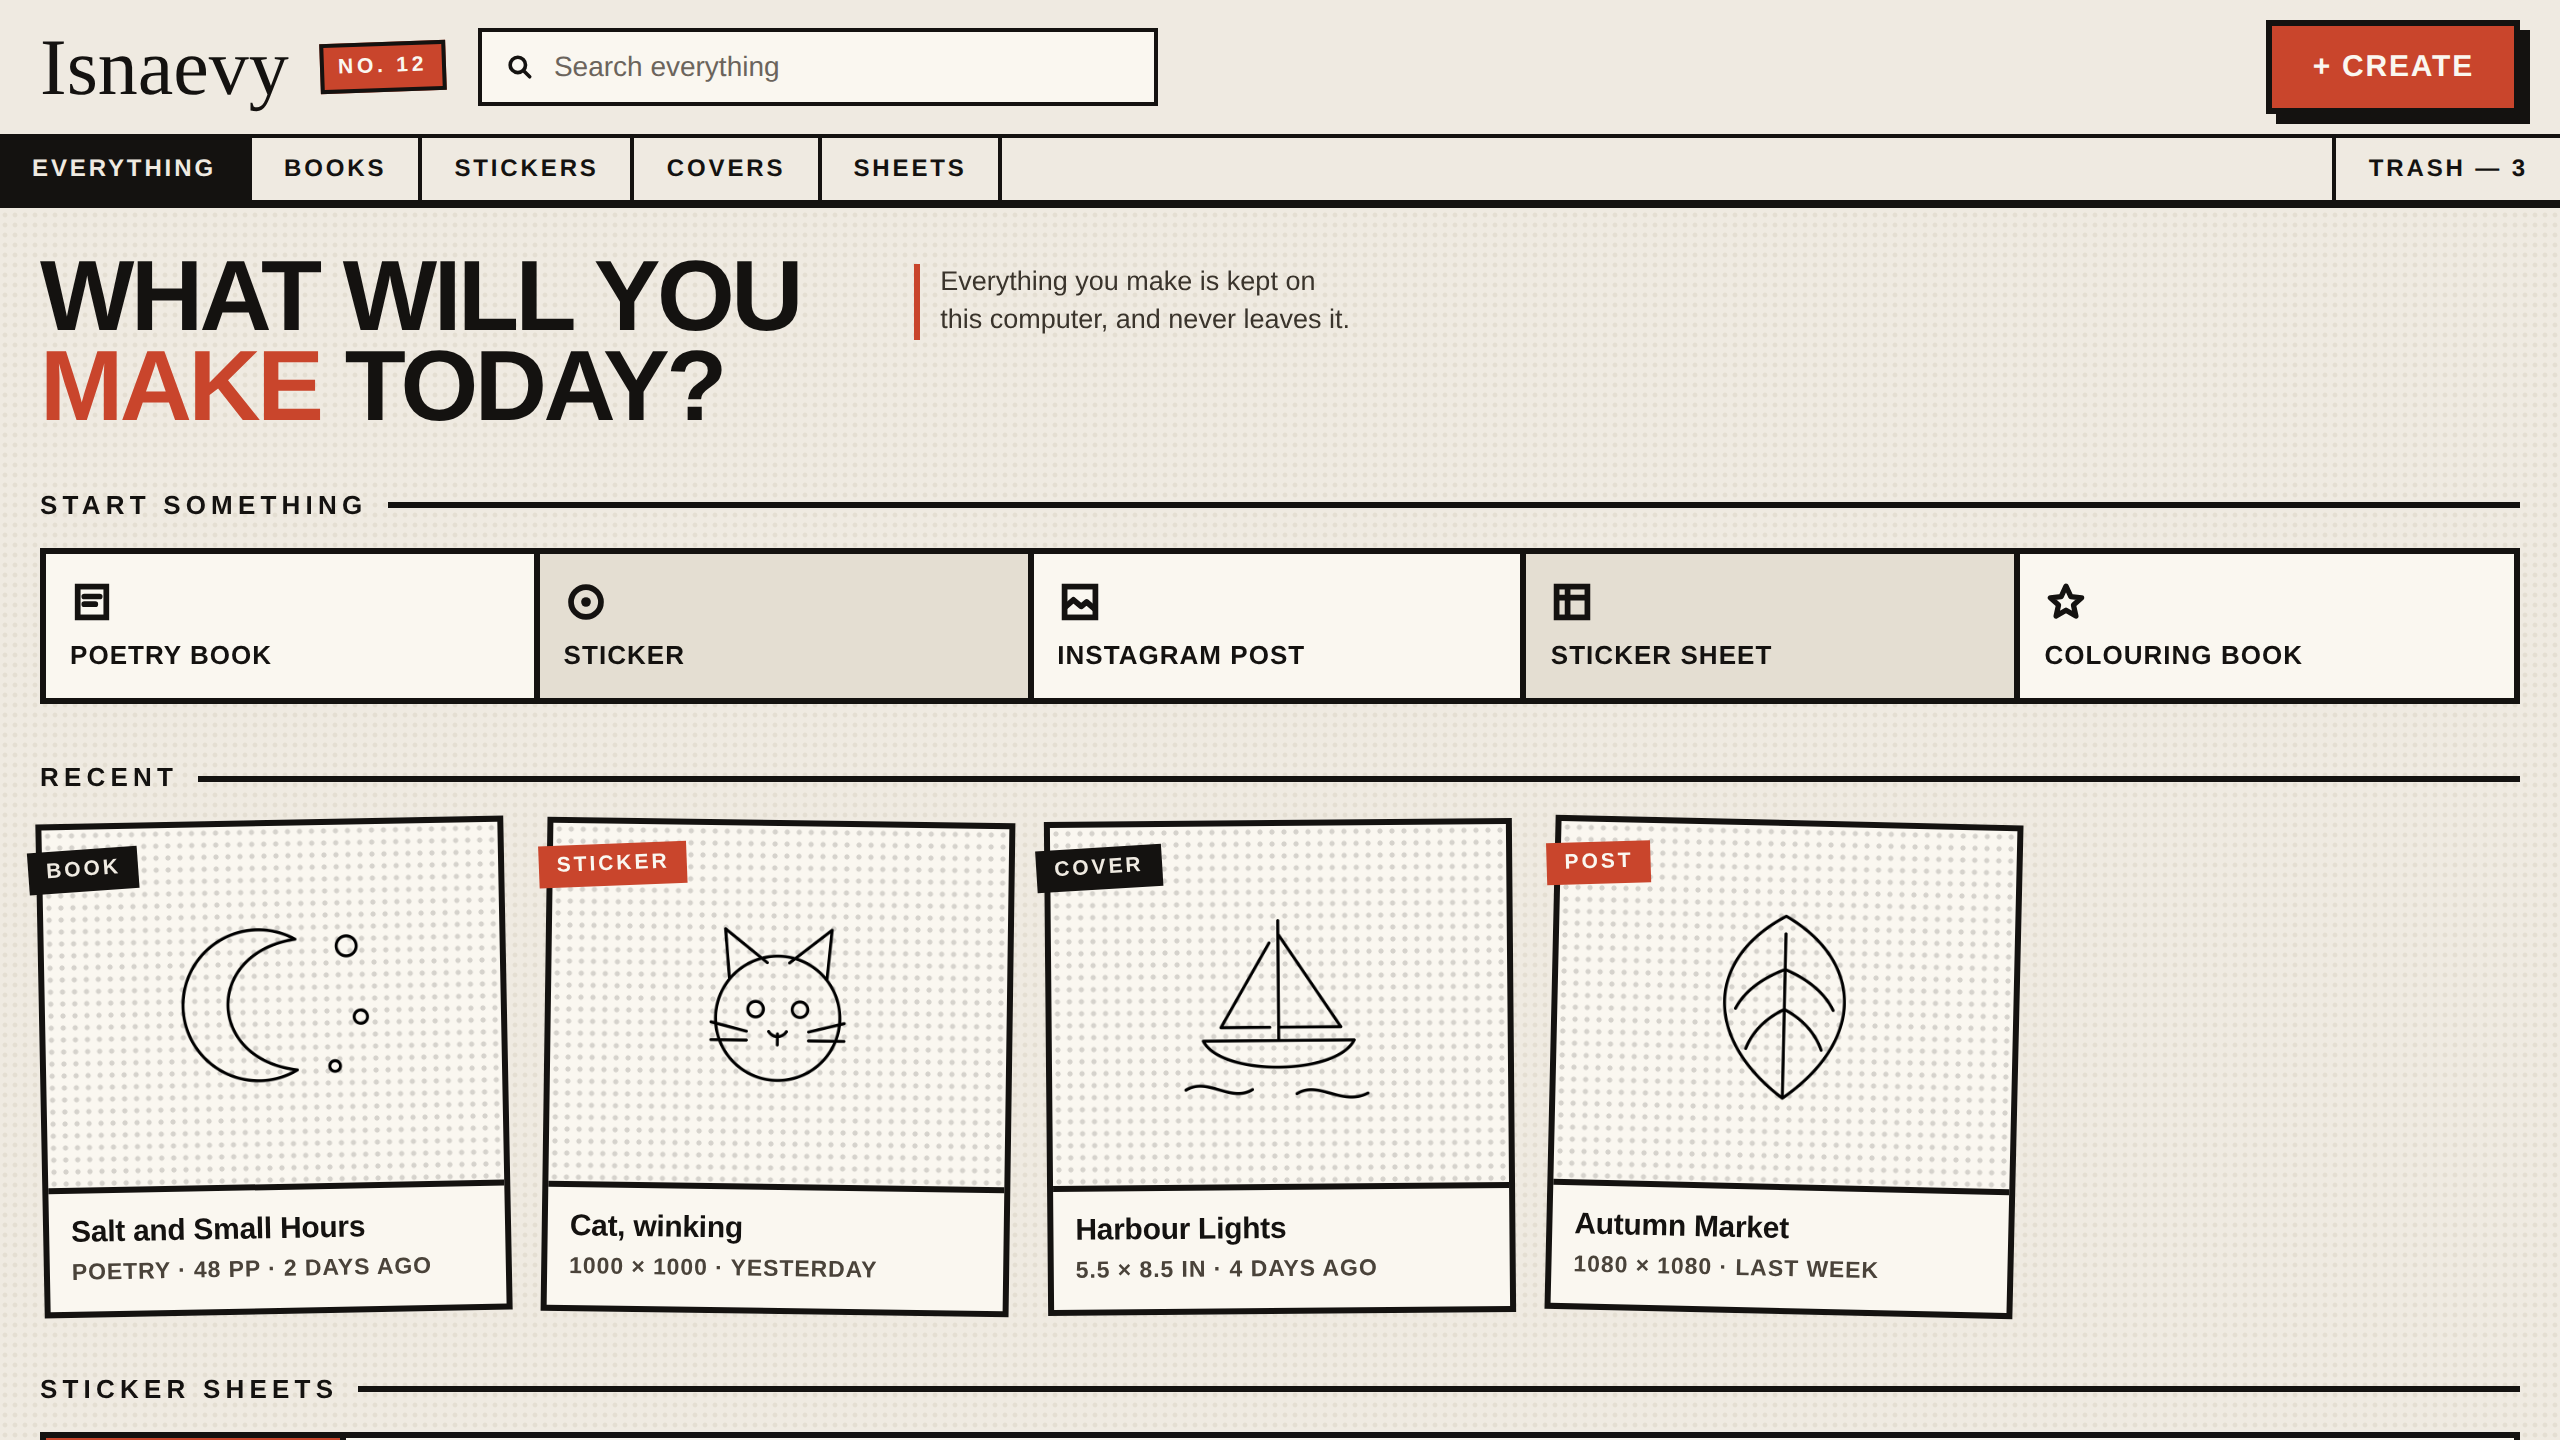 Isnaevy
NO. 12
Search everything
+ CREATE
EVERYTHING
BOOKS
STICKERS
COVERS
SHEETS
TRASH — 3
WHAT WILL YOU
MAKE TODAY?
Everything you make is kept on
this computer, and never leaves it.
START SOMETHING
POETRY BOOK
STICKER
INSTAGRAM POST
STICKER SHEET
COLOURING BOOK
RECENT
BOOK
Salt and Small Hours
POETRY · 48 PP · 2 DAYS AGO
STICKER
Cat, winking
1000 × 1000 · YESTERDAY
COVER
Harbour Lights
5.5 × 8.5 IN · 4 DAYS AGO
POST
Autumn Market
1080 × 1080 · LAST WEEK
STICKER SHEETS